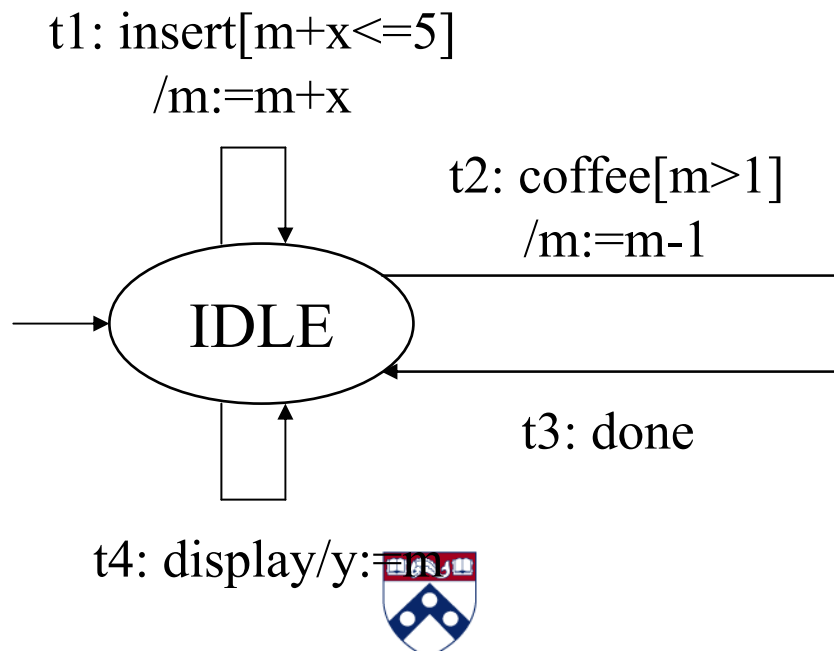 t1: insert[m+x<=5]
/m:=m+x
t2: coffee[m>1]
/m:=m-1
IDLE
t3: done
t4: display/y:=m